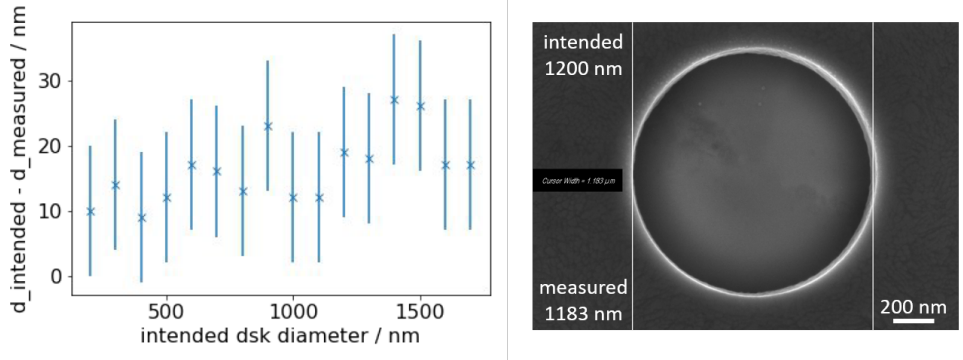 d_intended - d_measured / nm
30
20
10
0
500
1000
1500
intended dsk diameter / nm
intended
1200 nm
Cursor Width = 1.183 µm
measured
1183 nm
200 nm